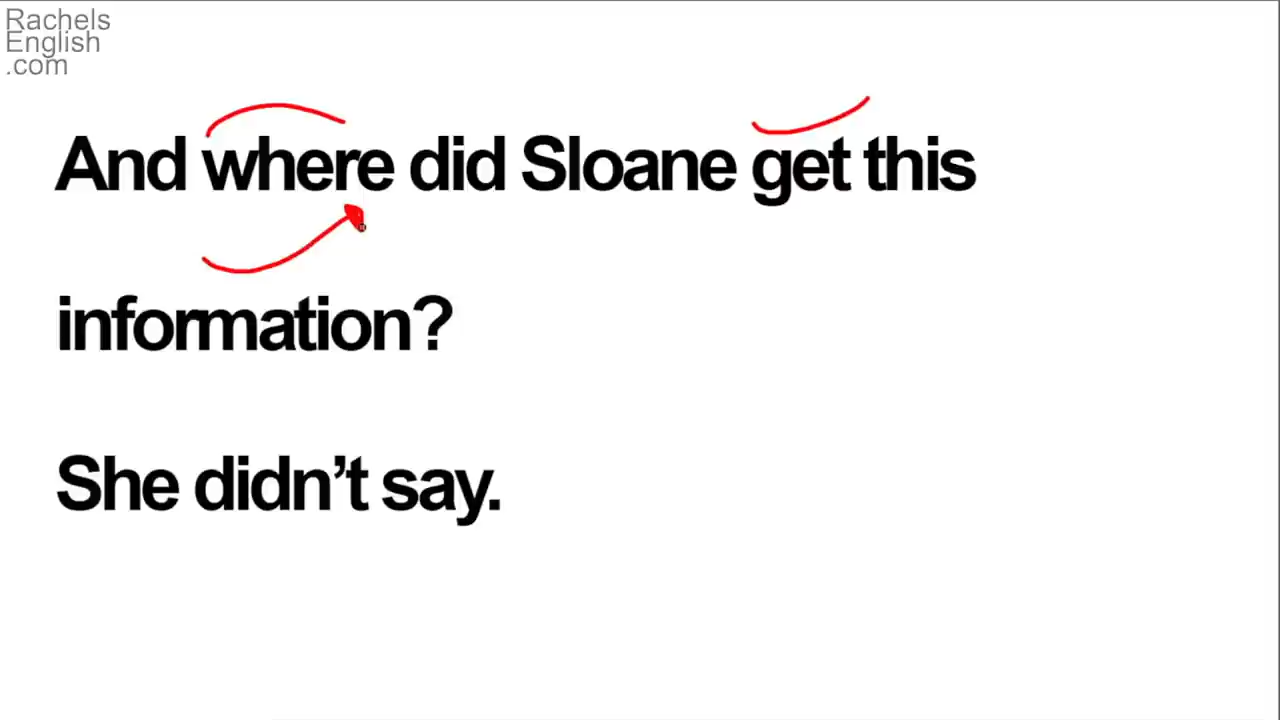 Rachels
English
.com
And where did Sloane get this
information?
She didn’t say.